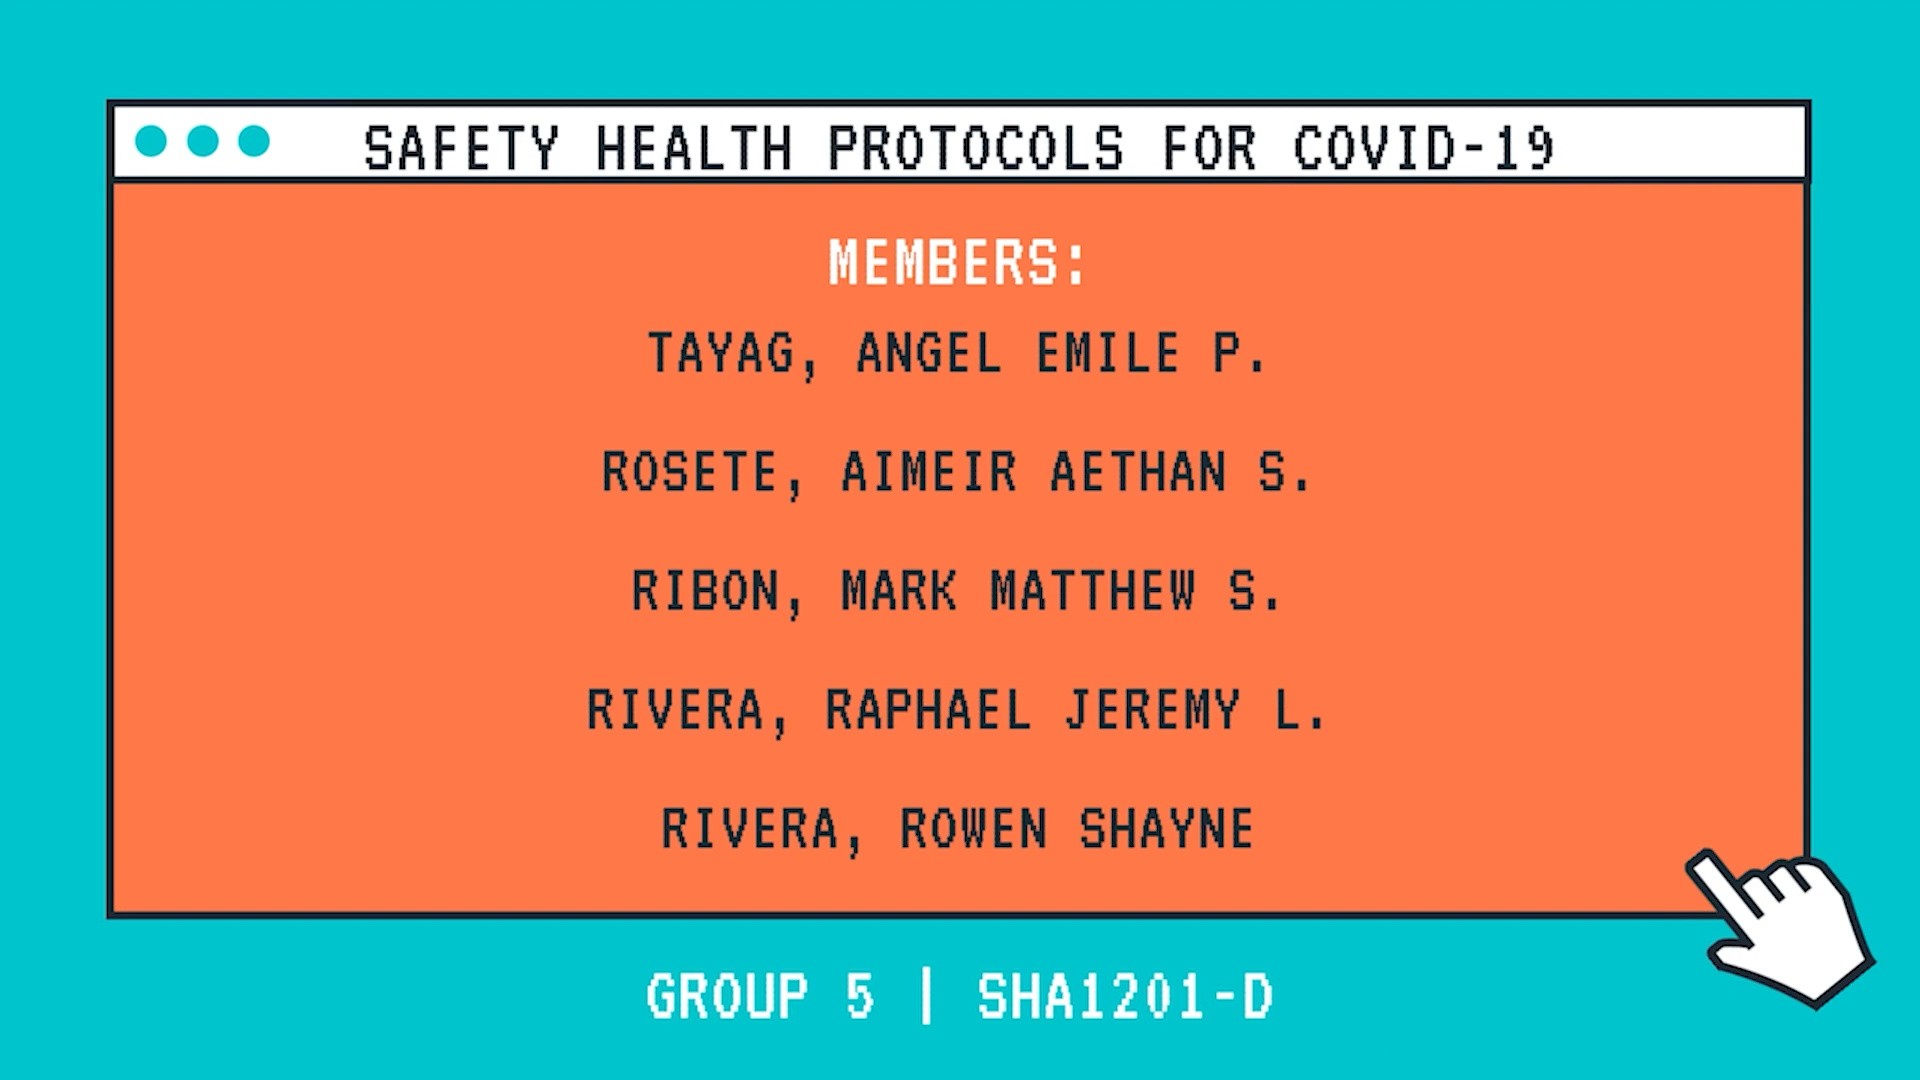 SAFETY HEALTH PROTOCOLS FOR COVID-19
MEMBERS:
TAYAG, ANGEL EMILE P.
ROSETE, AIMEIR AETHAN S.
RIBON, MARK MATTHEW S.
RIVERA, RAPHAEL JEREMY L.
RIVERA, ROWEN SHAYNE
GROUP 5 | SHA1201-D